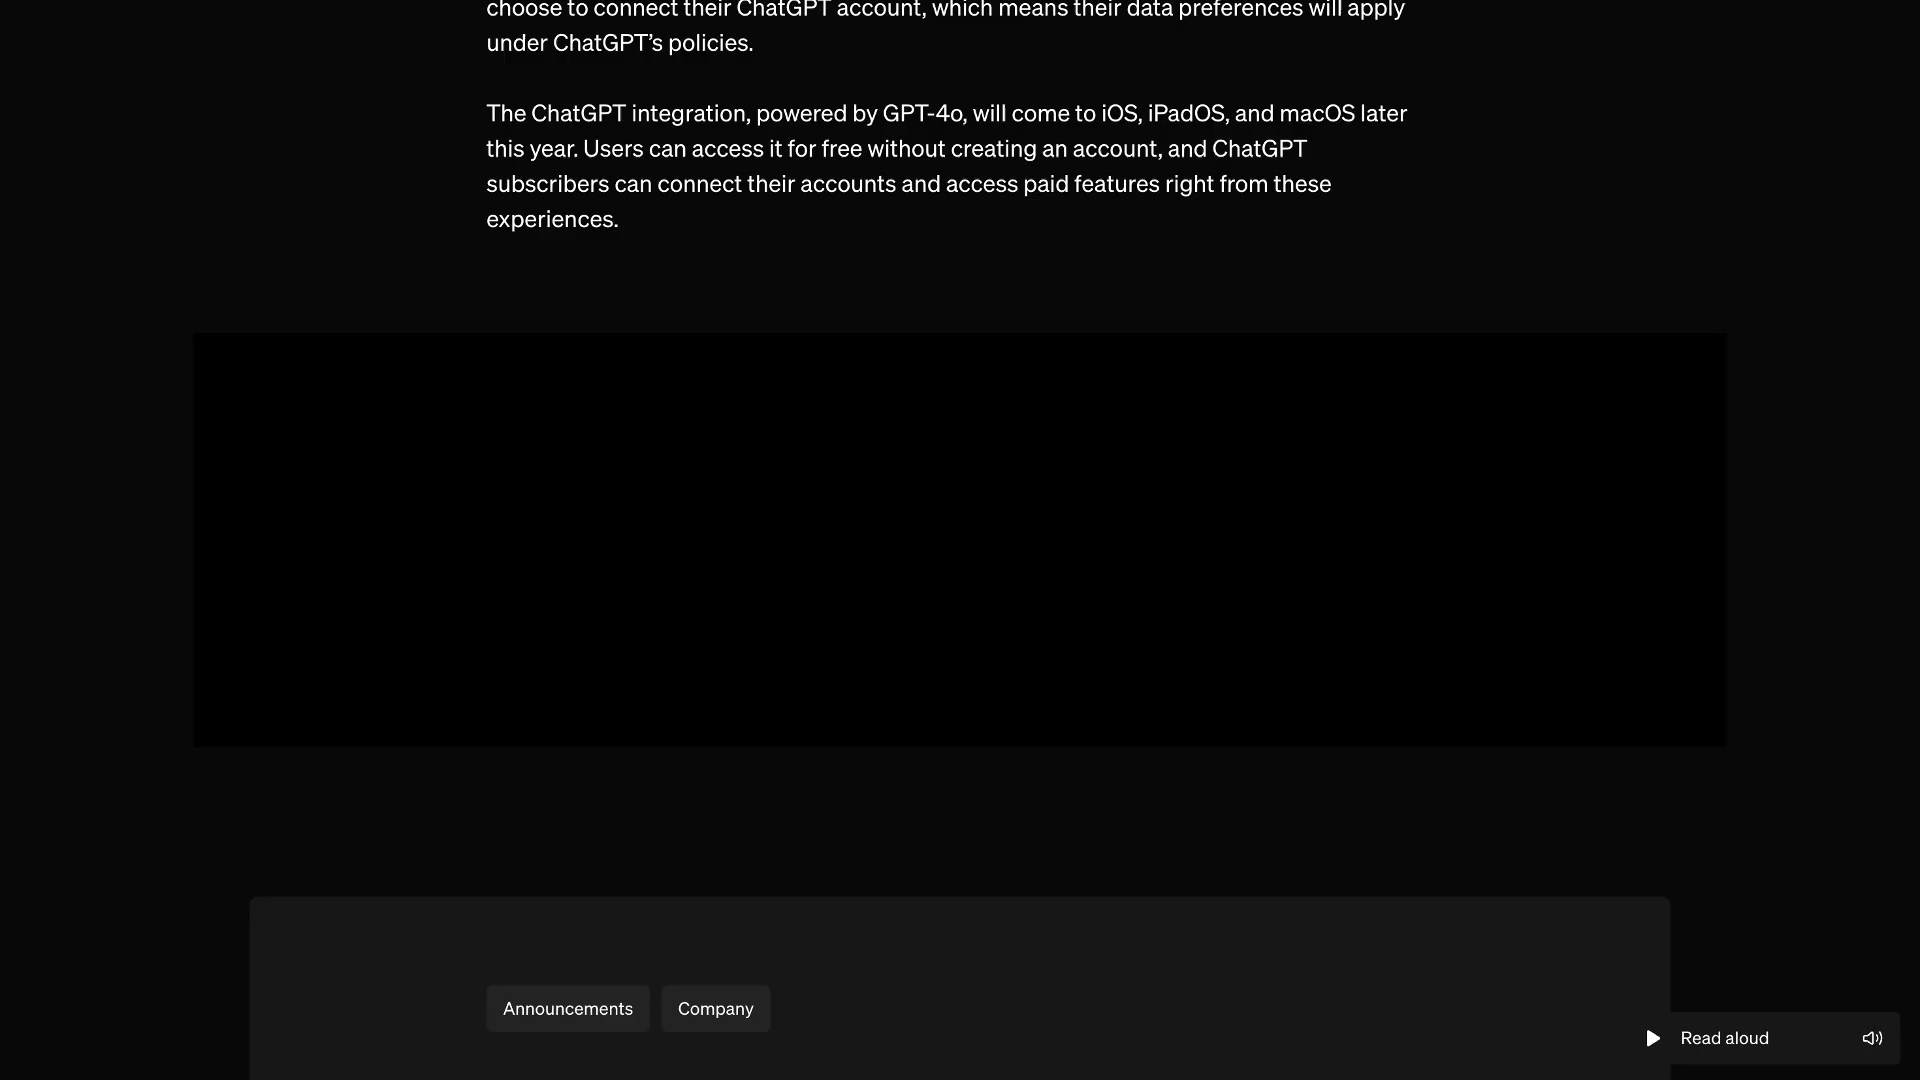 choose to connect their ChatGPT account, which means their data preferences will apply
under ChatGPT’s policies.
The ChatGPT integration, powered by GPT-4o, will come to iOS, iPadOS, and macOS later
this year. Users can access it for free without creating an account, and ChatGPT
subscribers can connect their accounts and access paid features right from these
experiences.
Announcements
Company
Read aloud